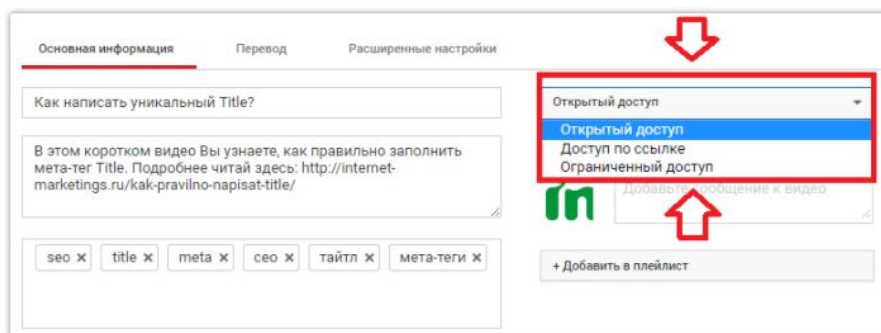 Основная информация
Перевод
Расширенные настройки
Как написать уникальный Title?
В этом коротком видео Вы узнаете, как правильно заполнить
мета-тег Title. Подробнее читай здесь: http://internet-
marketings.ru/kak-pravilno-napisat-title/
seo x title x meta x сео x тайтл x мета-теги x
Открытый доступ
Открытый доступ
Доступ по ссылке
Ограниченный доступ
in
Добавьте сообщение к видео
+ Добавить в плейлист